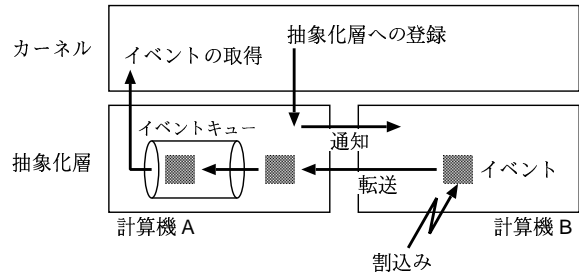 抽象化層への登録
カーネル
イベントの取得
イベントキュー
通知
抽象化層
イベント
転送
計算機 A
計算機 B
割込み